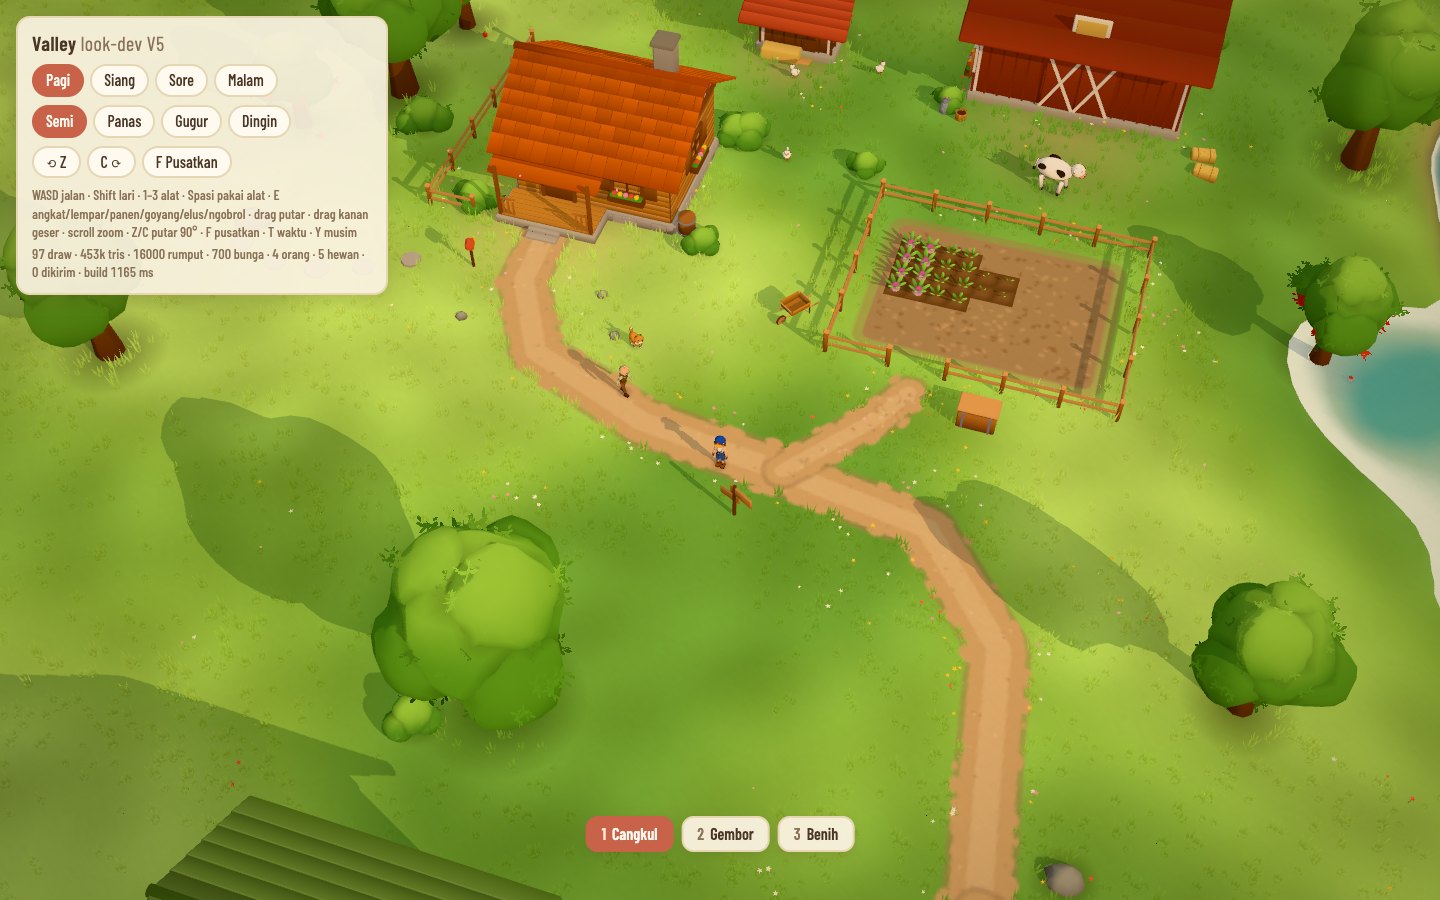 Valley look-dev V5
Pagi Siang Sore Malam
Semi Panas Gugur Dingin
⟲ Z C ⟳ F Pusatkan
WASD jalan · Shift lari · 1–3 alat · Spasi pakai alat · E
angkat/lempar/panen/goyang/elus/ngobrol · drag putar · drag kanan
geser · scroll zoom · Z/C putar 90° · F pusatkan · T waktu · Y musim
97 draw · 453k tris · 16000 rumput · 700 bunga · 4 orang · 5 hewan ·
0 dikirim · build 1165 ms
1 Cangkul 2 Gembor 3 Benih